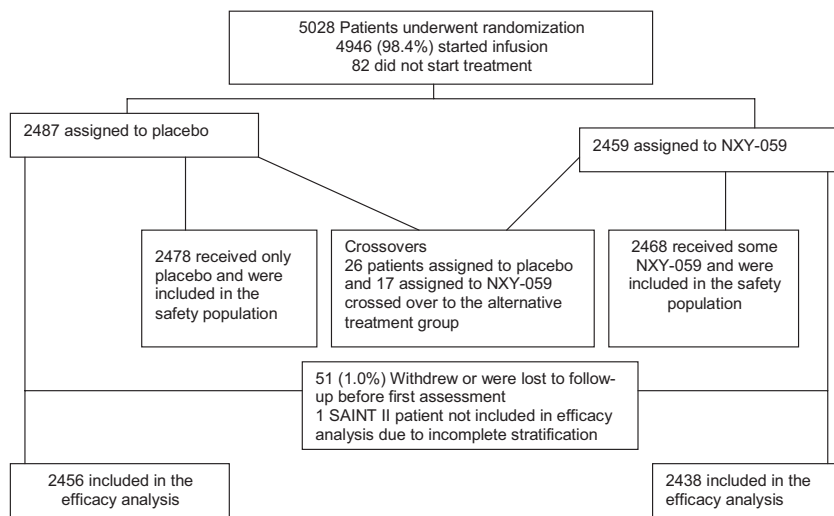 5028 Patients underwent randomization
4946 (98.4%) started infusion
82 did not start treatment
2487 assigned to placebo
2459 assigned to NXY-059
2478 received only
placebo and were
included in the
safety population
Crossovers
26 patients assigned to placebo
and 17 assigned to NXY-059
crossed over to the alternative
treatment group
2468 received some
NXY-059 and were
included in the safety
population
51 (1.0%) Withdrew or were lost to follow-
up before first assessment
1 SAINT II patient not included in efficacy
analysis due to incomplete stratification
2456 included in the
efficacy analysis
2438 included in the
efficacy analysis